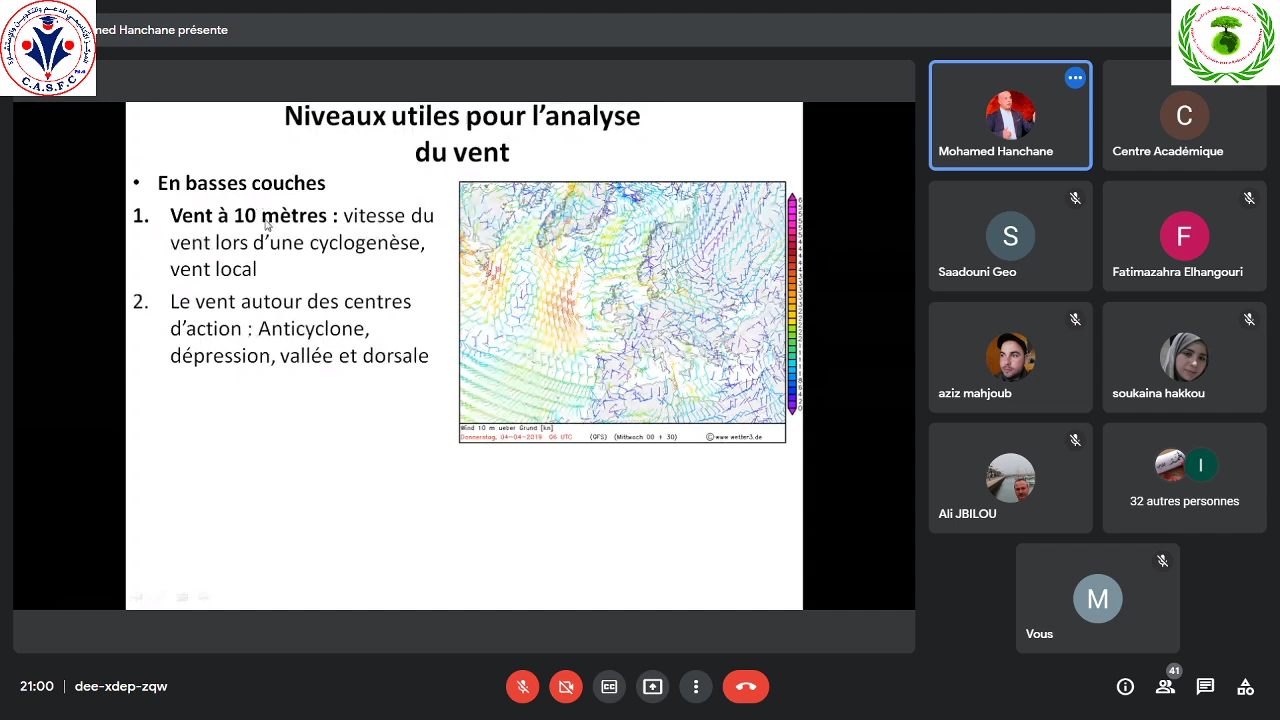 C.A.S.F.C
med Hanchane présente
Niveaux utiles pour l'analyse
du vent
• En basses couches
1. Vent à 10 mètres : vitesse du
vent lors d'une cyclogenèse,
vent local
2. Le vent autour des centres
d'action : Anticyclone,
dépression, vallée et dorsale
Wind 10 m ueber Grund [kn]
Donnerstag, 04-04-2019 06 UTC (GFS) (Mittwoch 00 + 30) ©www.wetter3.de
Mohamed Hanchane
C
Centre Académique
S
Saadouni Geo
F
Fatimazahra Elhangouri
aziz mahjoub
soukaina hakkou
Ali JBILOU
I
32 autres personnes
M
Vous
21:00 | dee-xdep-zqw
CC
41